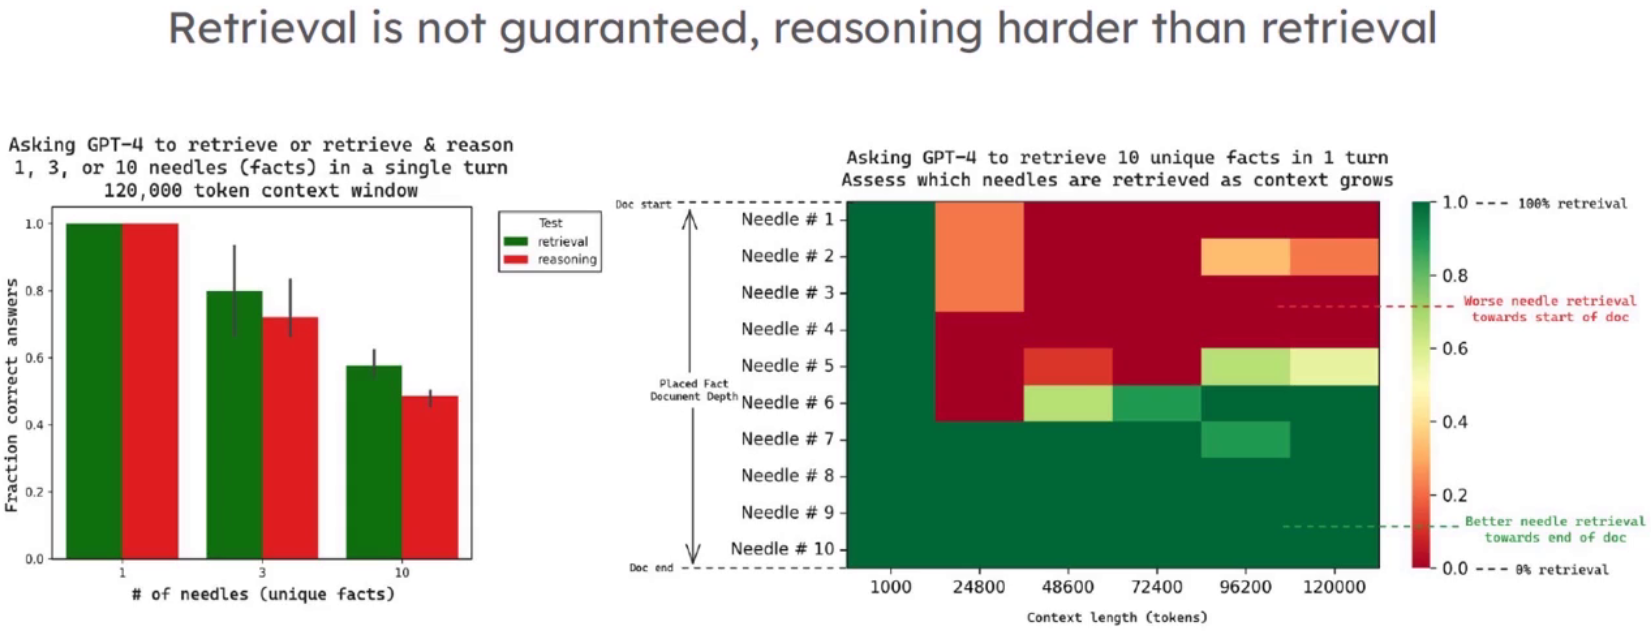 Retrieval is not guaranteed, reasoning harder than retrieval
Asking GPT-4 to retrieve or retrieve & reason
1, 3, or 10 needles (facts) in a single turn
120,000 token context window
Fraction correct answers
1.0
0.8
0.6
0.4
0.2
0.0
1
3
10
# of needles (unique facts)
Test
retrieval
reasoning
Asking GPT-4 to retrieve 10 unique facts in 1 turn
Assess which needles are retrieved as context grows
Doc start
Placed Fact
Document Depth
Doc end
Needle # 1
Needle # 2
Needle # 3
Needle # 4
Needle # 5
Needle # 6
Needle # 7
Needle # 8
Needle # 9
Needle # 10
1000
24800
48600
72400
96200
120000
Context length (tokens)
1.0
0.8
0.6
0.4
0.2
0.0
100% retreival
Worse needle retrieval
towards start of doc
Better needle retrieval
towards end of doc
0% retrieval